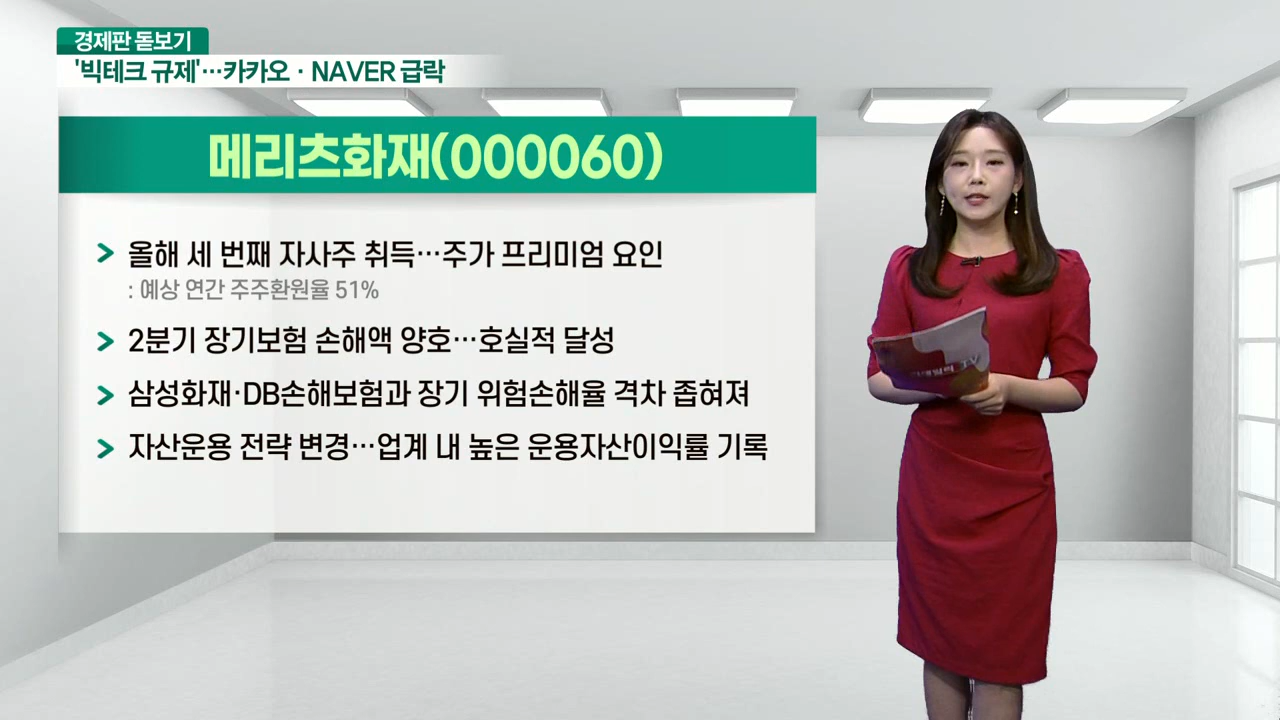 경제판 돋보기
'빅테크 규제'…카카오 · NAVER 급락
메리츠화재(000060)
> 올해 세 번째 자사주 취득…주가 프리미엄 요인
: 예상 연간 주주환원율 51%
> 2분기 장기보험 손해액 양호…호실적 달성
> 삼성화재·DB손해보험과 장기 위험손해율 격차 좁혀져
> 자산운용 전략 변경…업계 내 높은 운용자산이익률 기록
TV